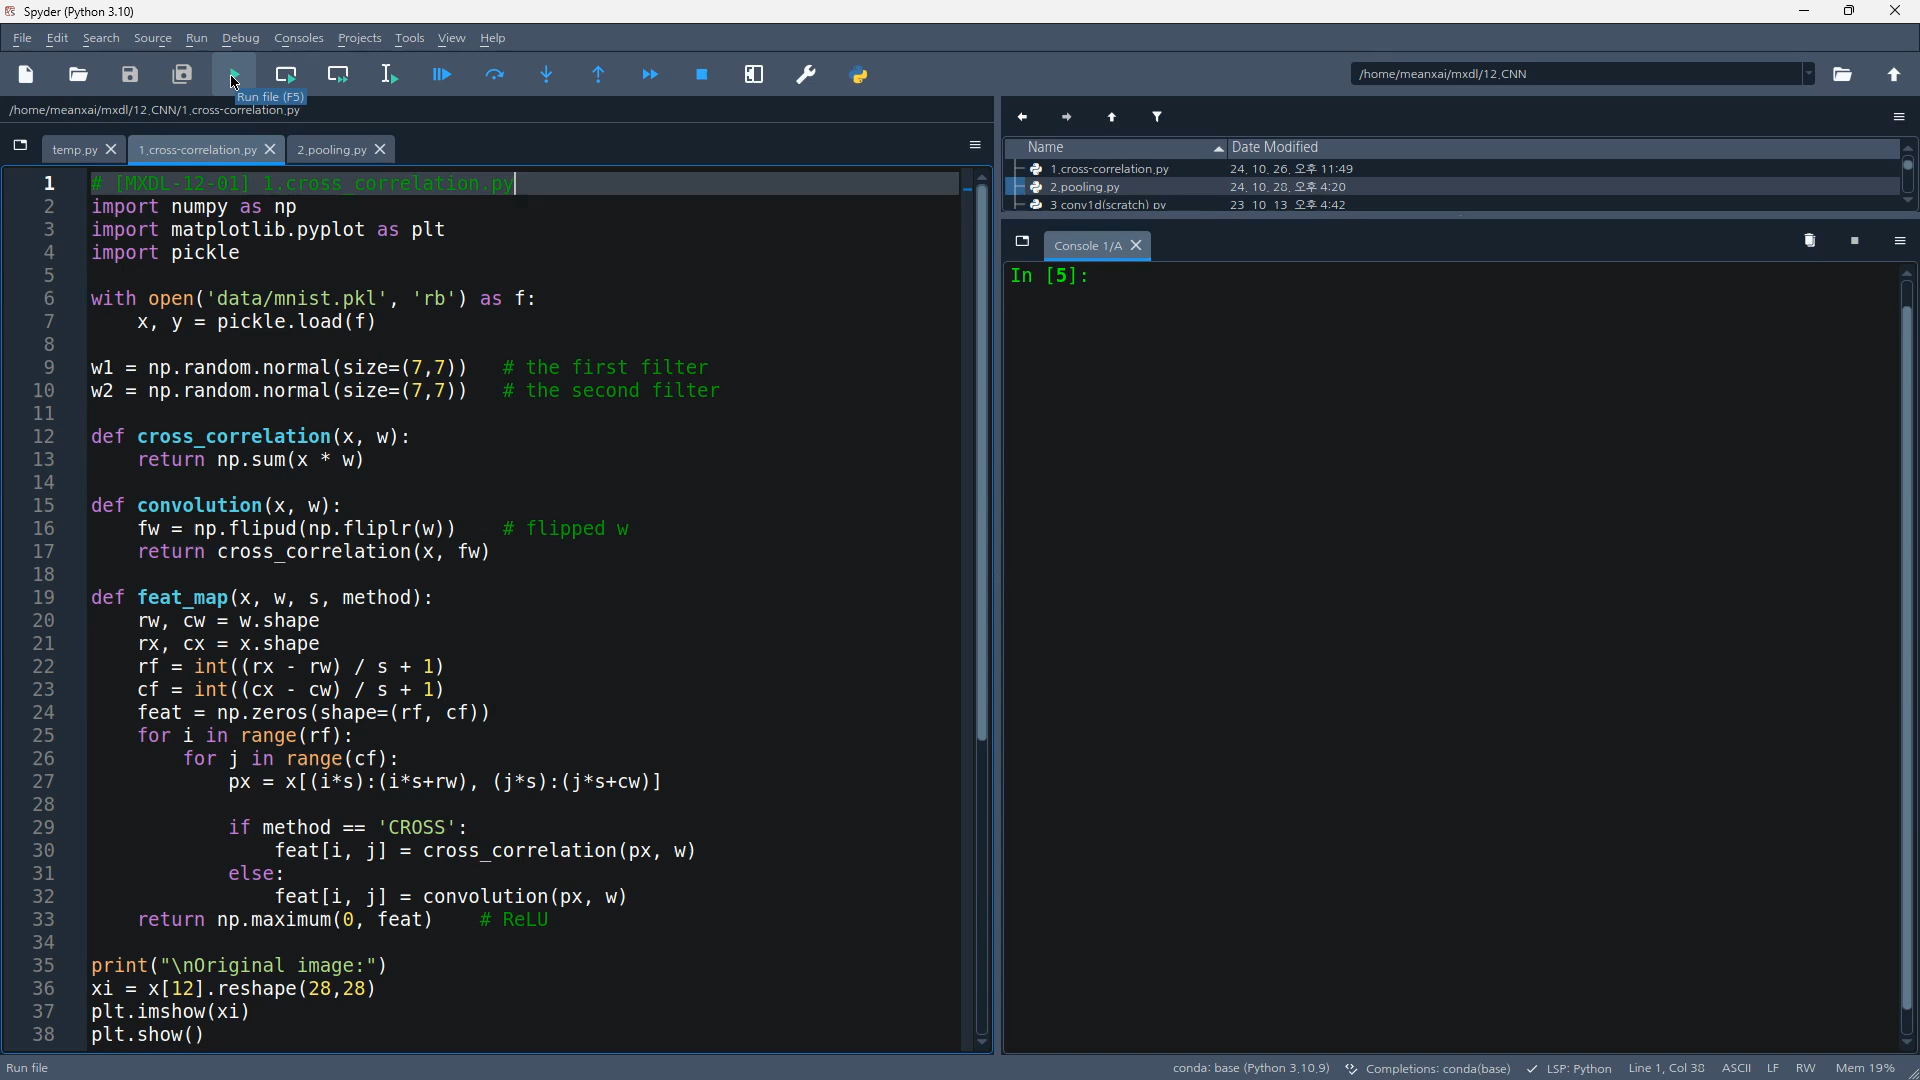 Spyder (Python 3.10)
File Edit Search Source Run Debug Consoles Projects Tools View Help
/home/meanxai/mxdl/12.CNN
Run file (F5)
/home/meanxai/mxdl/12.CNN/1.cross-correlation.py
temp.py
1.cross-correlation.py
2.pooling.py
1 # [MXDL-12-01] 1.cross_correlation.py
2 import numpy as np
3 import matplotlib.pyplot as plt
4 import pickle
5
6 with open('data/mnist.pkl', 'rb') as f:
7     x, y = pickle.load(f)
8
9 w1 = np.random.normal(size=(7,7))   # the first filter
10 w2 = np.random.normal(size=(7,7))   # the second filter
11
12 def cross_correlation(x, w):
13     return np.sum(x * w)
14
15 def convolution(x, w):
16     fw = np.flipud(np.fliplr(w))    # flipped w
17     return cross_correlation(x, fw)
18
19 def feat_map(x, w, s, method):
20     rw, cw = w.shape
21     rx, cx = x.shape
22     rf = int((rx - rw) / s + 1)
23     cf = int((cx - cw) / s + 1)
24     feat = np.zeros(shape=(rf, cf))
25     for i in range(rf):
26         for j in range(cf):
27             px = x[(i*s):(i*s+rw), (j*s):(j*s+cw)]
28
29             if method == 'CROSS':
30                 feat[i, j] = cross_correlation(px, w)
31             else:
32                 feat[i, j] = convolution(px, w)
33     return np.maximum(0, feat)    # ReLU
34
35 print("\nOriginal image:")
36 xi = x[12].reshape(28,28)
37 plt.imshow(xi)
38 plt.show()
Name Date Modified
1.cross-correlation.py 24. 10. 26. 오후 11:49
2.pooling.py 24. 10. 28. 오후 4:20
3.conv1d(scratch).py 23. 10. 13. 오후 4:42
Console 1/A
In [5]:
Run file
conda: base (Python 3.10.9) Completions: conda(base) LSP: Python Line 1, Col 38 ASCII LF RW Mem 19%